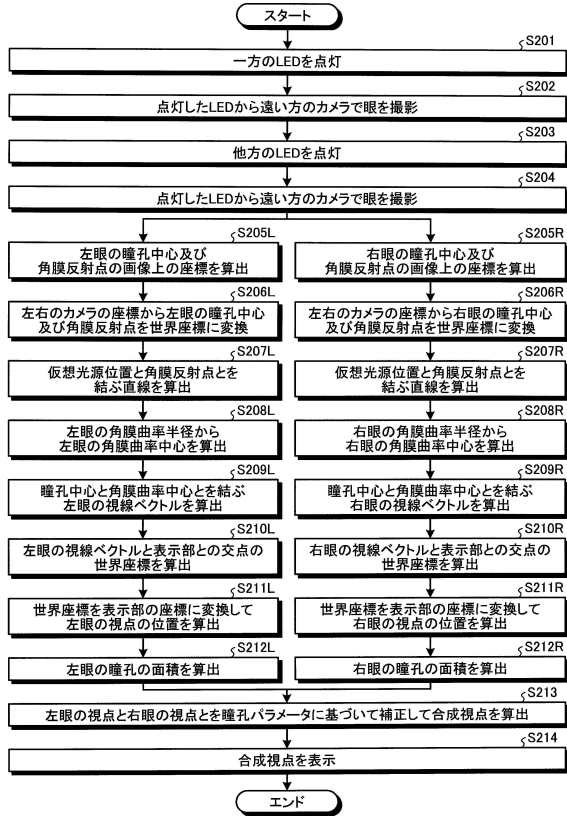 スタート
S201
一方のLEDを点灯
S202
点灯したLEDから遠い方のカメラで眼を撮影
S203
他方のLEDを点灯
S204
点灯したLEDから遠い方のカメラで眼を撮影
S205L
左眼の瞳孔中心及び
角膜反射点の画像上の座標を算出
S206L
左右のカメラの座標から左眼の瞳孔中心
及び角膜反射点を世界座標に変換
S207L
仮想光源位置と角膜反射点とを
結ぶ直線を算出
S208L
左眼の角膜曲率半径から
左眼の角膜曲率中心を算出
S209L
瞳孔中心と角膜曲率中心とを結ぶ
左眼の視線ベクトルを算出
S210L
左眼の視線ベクトルと表示部との交点の
世界座標を算出
S211L
世界座標を表示部の座標に変換して
左眼の視点の位置を算出
S212L
左眼の瞳孔の面積を算出
S205R
右眼の瞳孔中心及び
角膜反射点の画像上の座標を算出
S206R
左右のカメラの座標から右眼の瞳孔中心
及び角膜反射点を世界座標に変換
S207R
仮想光源位置と角膜反射点とを
結ぶ直線を算出
S208R
右眼の角膜曲率半径から
右眼の角膜曲率中心を算出
S209R
瞳孔中心と角膜曲率中心とを結ぶ
右眼の視線ベクトルを算出
S210R
右眼の視線ベクトルと表示部との交点の
世界座標を算出
S211R
世界座標を表示部の座標に変換して
右眼の視点の位置を算出
S212R
右眼の瞳孔の面積を算出
S213
左眼の視点と右眼の視点とを瞳孔パラメータに基づいて補正して合成視点を算出
S214
合成視点を表示
エンド